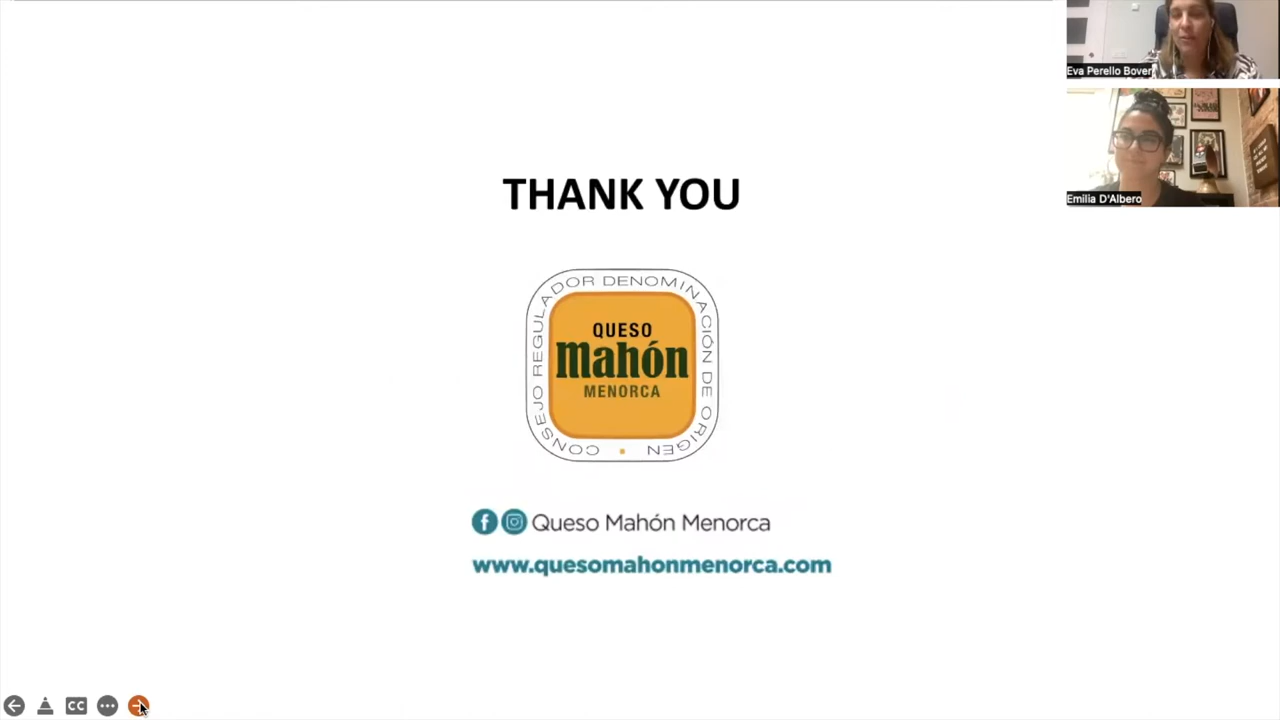 THANK YOU
CONSEJO REGULADOR DENOMINACIÓN DE ORIGEN
QUESO
Mahón
MENORCA
Queso Mahón Menorca
www.quesomahonmenorca.com
Eva Perello Bover
Emilia D'Albero
CC